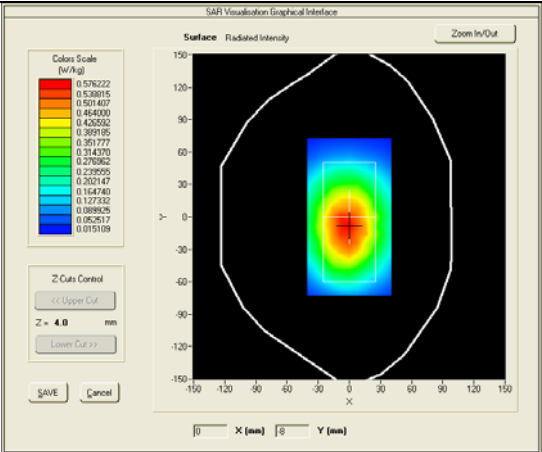 SAR Visualisation Graphical Interface
Surface Radiated Intensity
Zoom In/Out
Colors Scale
(W/kg)
0.576222
0.538815
0.501407
0.464000
0.426592
0.389185
0.351777
0.314370
0.276962
0.239555
0.202147
0.164740
0.127332
0.089925
0.052517
0.015109
Z-Cuts Control
<< Upper Cut
Z = 4.0 mm
Lower Cut >>
SAVE
Cancel
150
120
90
60
30
0
-30
-60
-90
-120
-150
Y
-150 -120 -90 -60 -30 0 30 60 90 120 150
X
0 X (mm) -8 Y (mm)